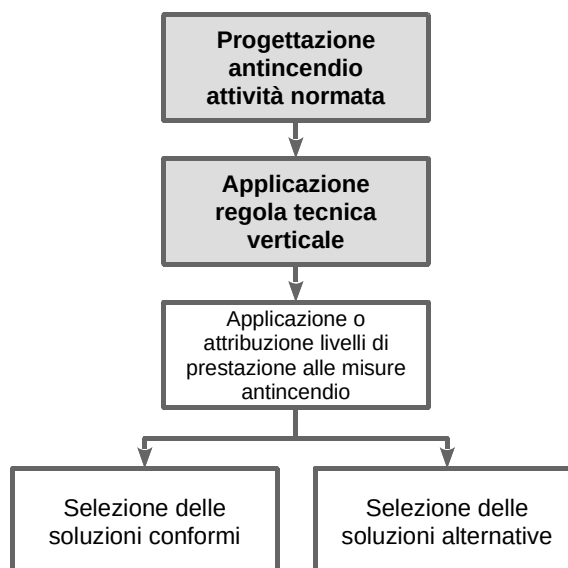 Progettazione
antincendio
attività normata
Applicazione
regola tecnica
verticale
Applicazione o
attribuzione livelli di
prestazione alle misure
antincendio
Selezione delle
soluzioni conformi
Selezione delle
soluzioni alternative